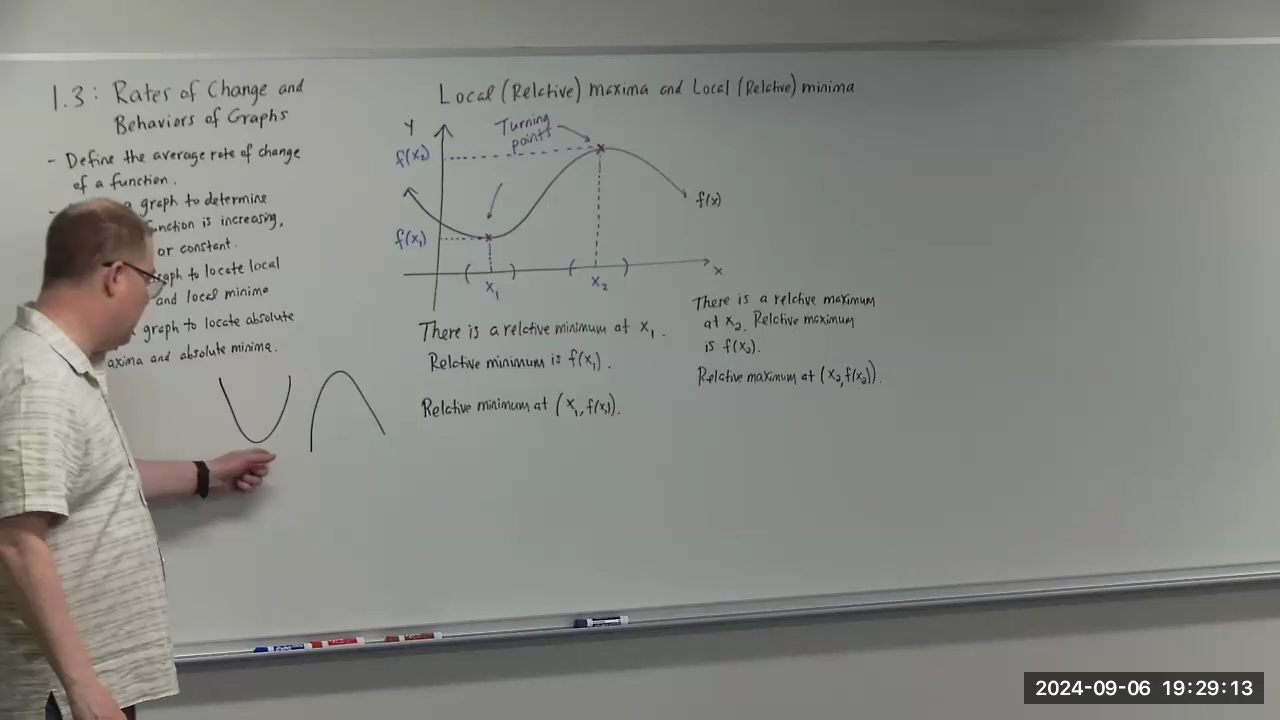 1.3: Rates of Change and
Behaviors of Graphs
- Define the average rate of change
of a function.
- graph to determine
function is increasing,
or constant.
graph to locate local
and local minima
graph to locate absolute
maxima and absolute minima.
Local (Relative) maxima and Local (Relative) minima
y
Turning
points
f(x₂)
f(x)
f(x₁)
x
x₁
x₂
There is a relative minimum at x₁.
Relative minimum is f(x₁).
Relative minimum at (x₁, f(x₁)).
There is a relative maximum
at x₂. Relative maximum
is f(x₂).
Relative maximum at (x₂, f(x₂)).
2024-09-06 19:29:13